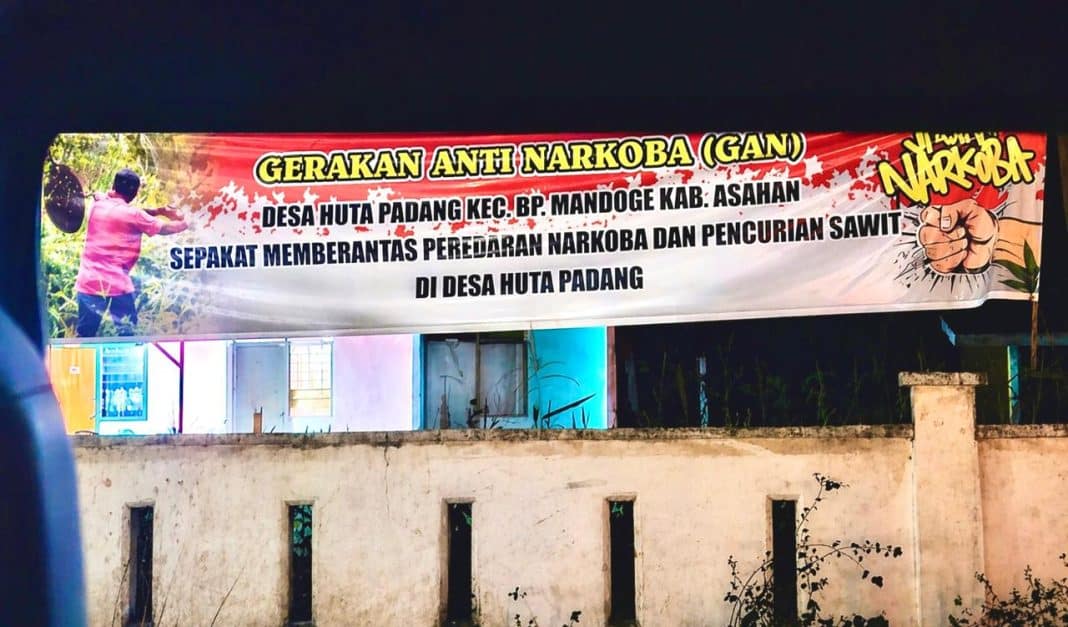 GERAKAN ANTI NARKOBA (GAN)
DESA HUTA PADANG KEC. BP. MANDOGE KAB. ASAHAN
SEPAKAT MEMBERANTAS PEREDARAN NARKOBA DAN PENCURIAN SAWIT
DI DESA HUTA PADANG
NARKOBA